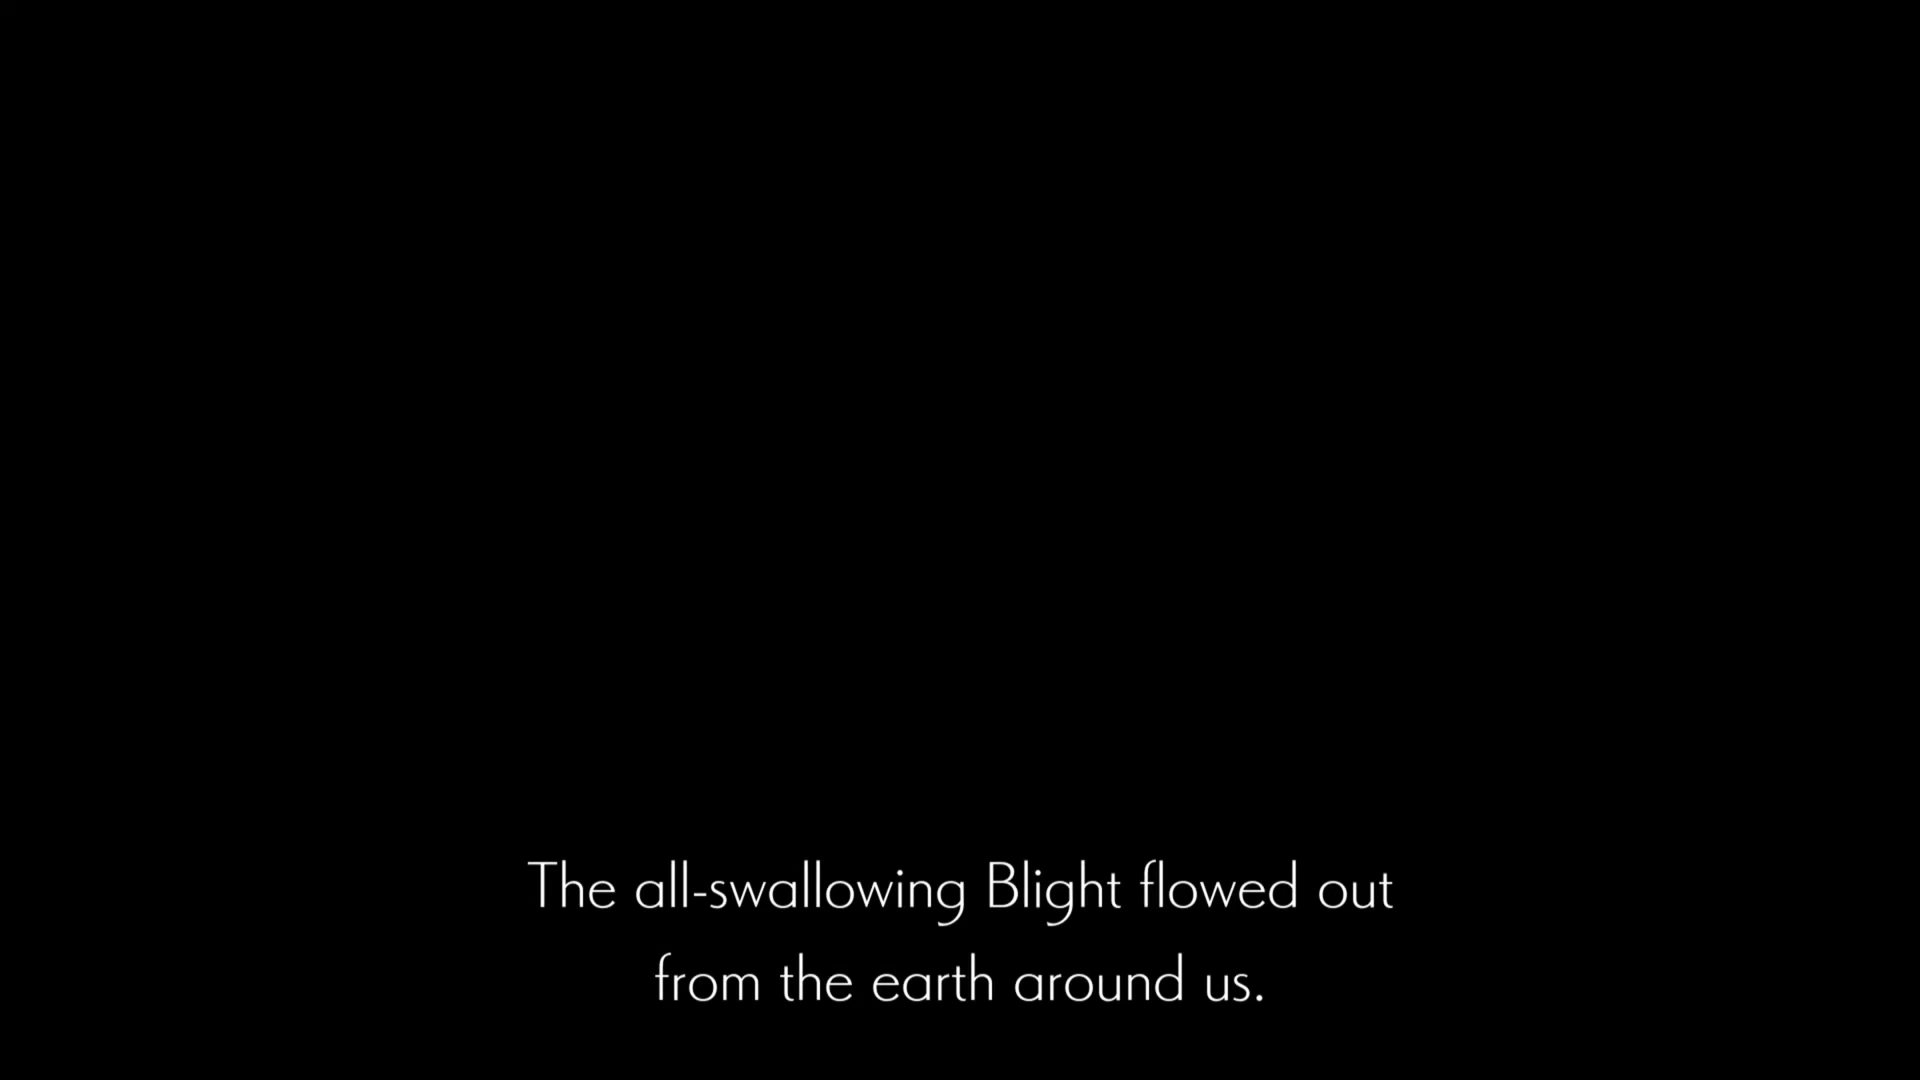 The all-swallowing Blight flowed out
from the earth around us.